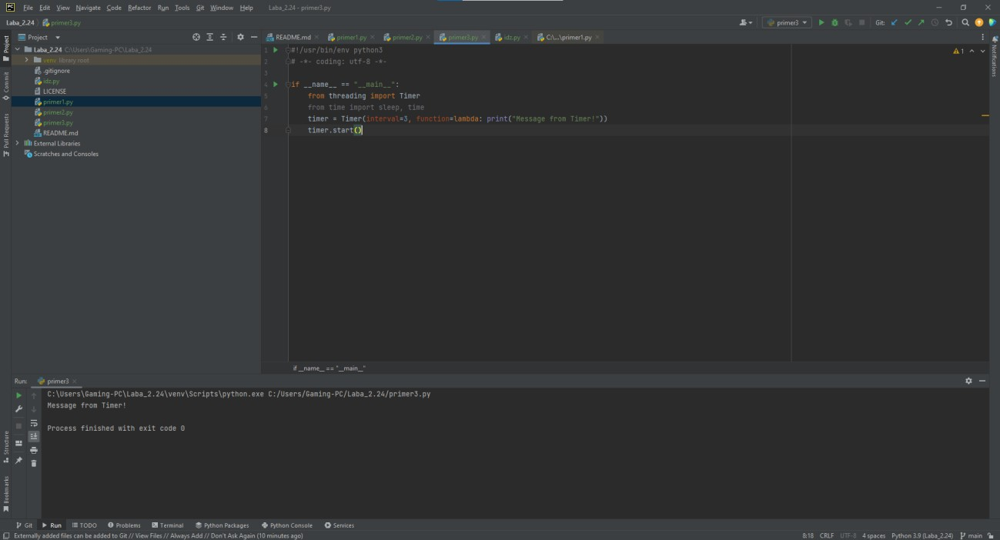 PC File Edit View Navigate Code Refactor Run Tools Git Window Help Laba_2.24 - primer3.py
Laba_2.24 primer3.py primer3 Git:
Project README.md primer1.py primer2.py primer3.py idz.py C:\...\primer1.py
Laba_2.24 C:\Users\Gaming-PC\Laba_2.24
venv library root
.gitignore
idz.py
LICENSE
primer1.py
primer2.py
primer3.py
README.md
External Libraries
Scratches and Consoles
Project
Commit
Pull Requests
Structure
Bookmarks
Notifications
1
1 #!/usr/bin/env python3
2 # -*- coding: utf-8 -*-
3
4 if __name__ == "__main__":
5 from threading import Timer
6 from time import sleep, time
7 timer = Timer(interval=3, function=lambda: print("Message from Timer!"))
8 timer.start()
if __name__ == "__main__"
Run: primer3
C:\Users\Gaming-PC\Laba_2.24\venv\Scripts\python.exe C:/Users/Gaming-PC/Laba_2.24/primer3.py
Message from Timer!
Process finished with exit code 0
Git Run TODO Problems Terminal Python Packages Python Console Services
Externally added files can be added to Git // View Files // Always Add // Don't Ask Again (10 minutes ago) 8:18 CRLF UTF-8 4 spaces Python 3.9 (Laba_2.24) main